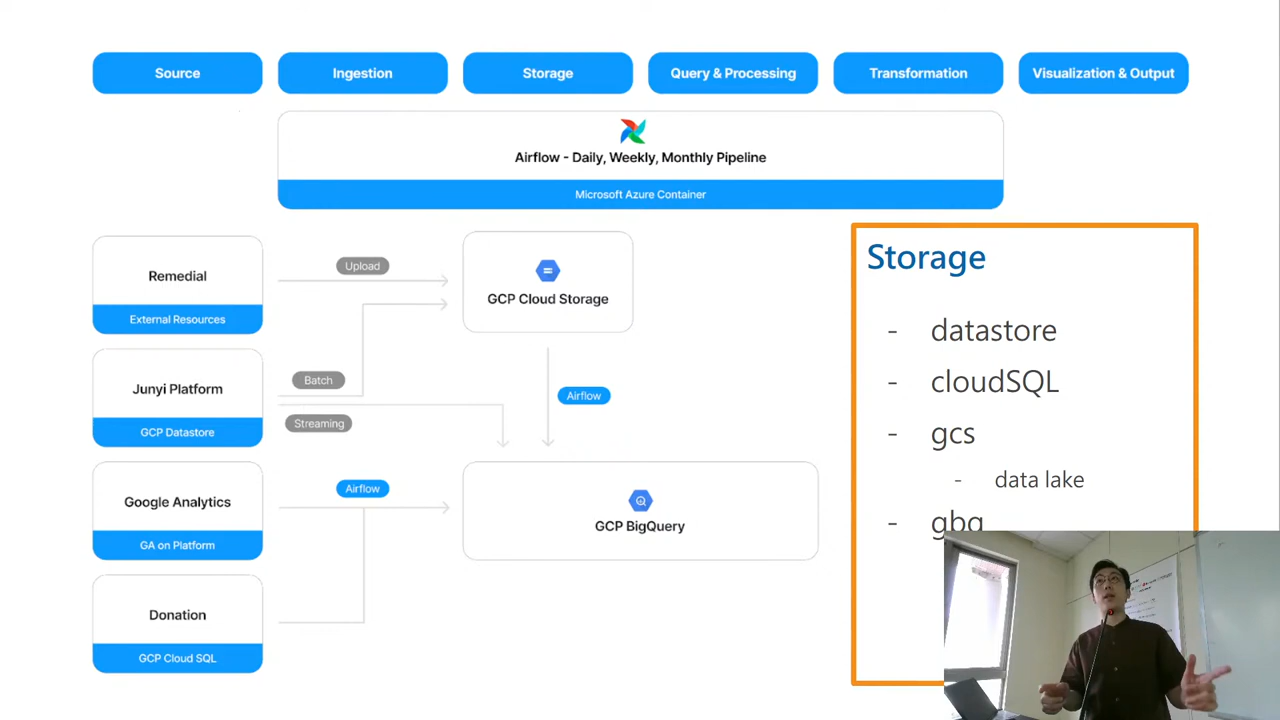 Source
Ingestion
Storage
Query & Processing
Transformation
Visualization & Output
Airflow - Daily, Weekly, Monthly Pipeline
Microsoft Azure Container
Remedial
External Resources
Upload
GCP Cloud Storage
Junyi Platform
GCP Datastore
Batch
Streaming
Airflow
Google Analytics
GA on Platform
Airflow
GCP BigQuery
Donation
GCP Cloud SQL
Storage
- datastore
- cloudSQL
- gcs
- data lake
- gbq